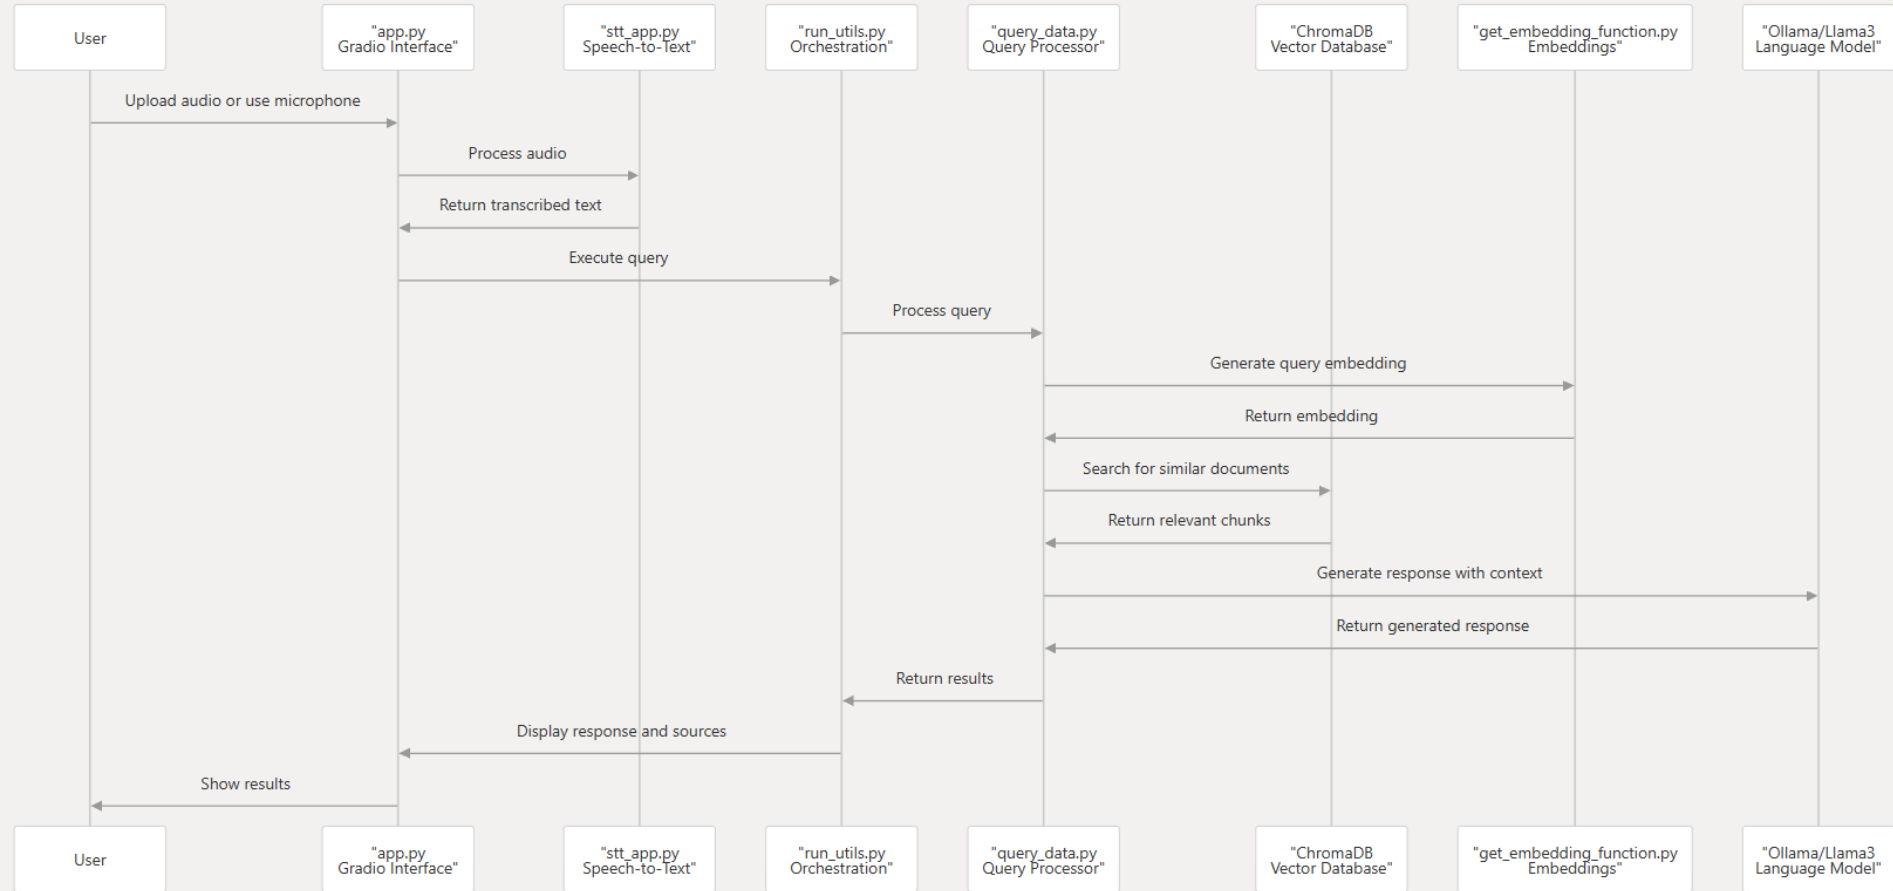 User
"app.py
Gradio Interface"
"stt_app.py
Speech-to-Text"
"run_utils.py
Orchestration"
"query_data.py
Query Processor"
"ChromaDB
Vector Database"
"get_embedding_function.py
Embeddings"
"Ollama/Llama3
Language Model"
Upload audio or use microphone
Process audio
Return transcribed text
Execute query
Process query
Generate query embedding
Return embedding
Search for similar documents
Return relevant chunks
Generate response with context
Return generated response
Return results
Display response and sources
Show results
User
"app.py
Gradio Interface"
"stt_app.py
Speech-to-Text"
"run_utils.py
Orchestration"
"query_data.py
Query Processor"
"ChromaDB
Vector Database"
"get_embedding_function.py
Embeddings"
"Ollama/Llama3
Language Model"